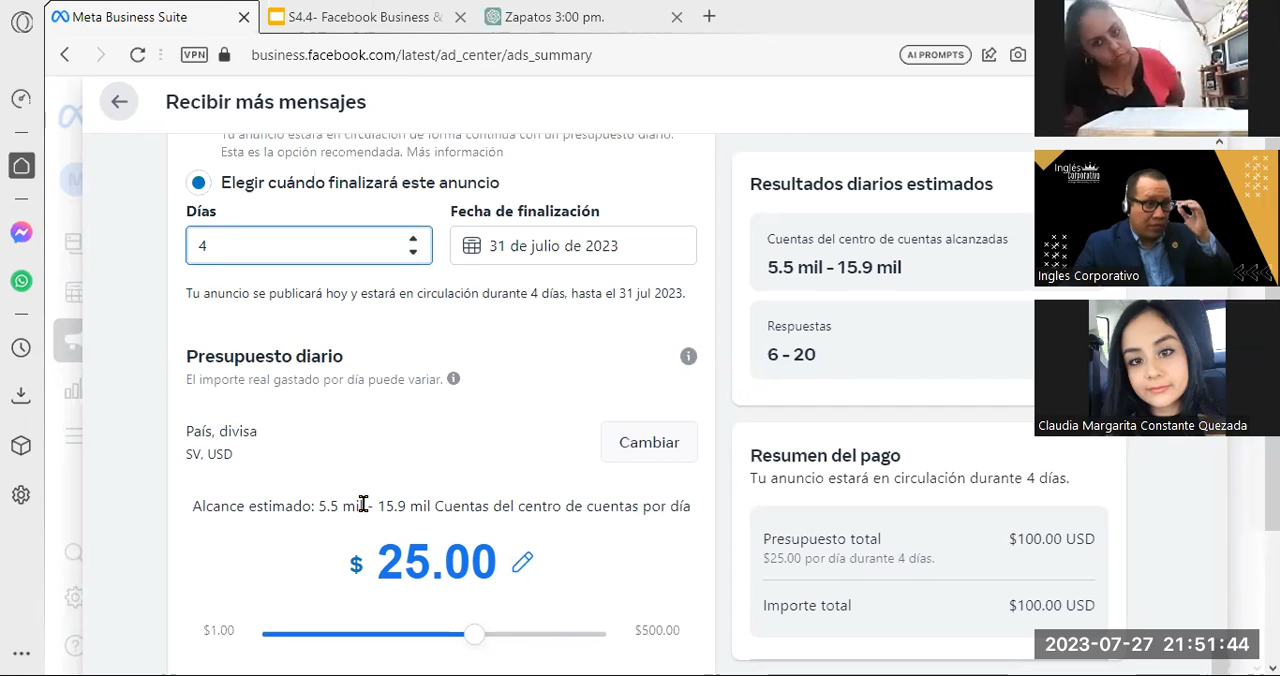 Meta Business Suite
S4.4- Facebook Business &
Zapatos 3:00 pm.
VPN
business.facebook.com/latest/ad_center/ads_summary
AI PROMPTS
Recibir más mensajes
Tu anuncio estará en circulación de forma continua con un presupuesto diario.
Esta es la opción recomendada. Más información
Elegir cuándo finalizará este anuncio
Días
Fecha de finalización
4
31 de julio de 2023
Tu anuncio se publicará hoy y estará en circulación durante 4 días, hasta el 31 jul 2023.
Presupuesto diario
El importe real gastado por día puede variar.
País, divisa
SV, USD
Cambiar
Alcance estimado: 5.5 mil - 15.9 mil Cuentas del centro de cuentas por día
$ 25.00
$1.00
$500.00
Resultados diarios estimados
Cuentas del centro de cuentas alcanzadas
5.5 mil - 15.9 mil
Respuestas
6 - 20
Resumen del pago
Tu anuncio estará en circulación durante 4 días.
Presupuesto total
$100.00 USD
$25.00 por día durante 4 días.
Importe total
$100.00 USD
Inglés
Corporativo
Ingles Corporativo
Claudia Margarita Constante Quezada
2023-07-27 21:51:44